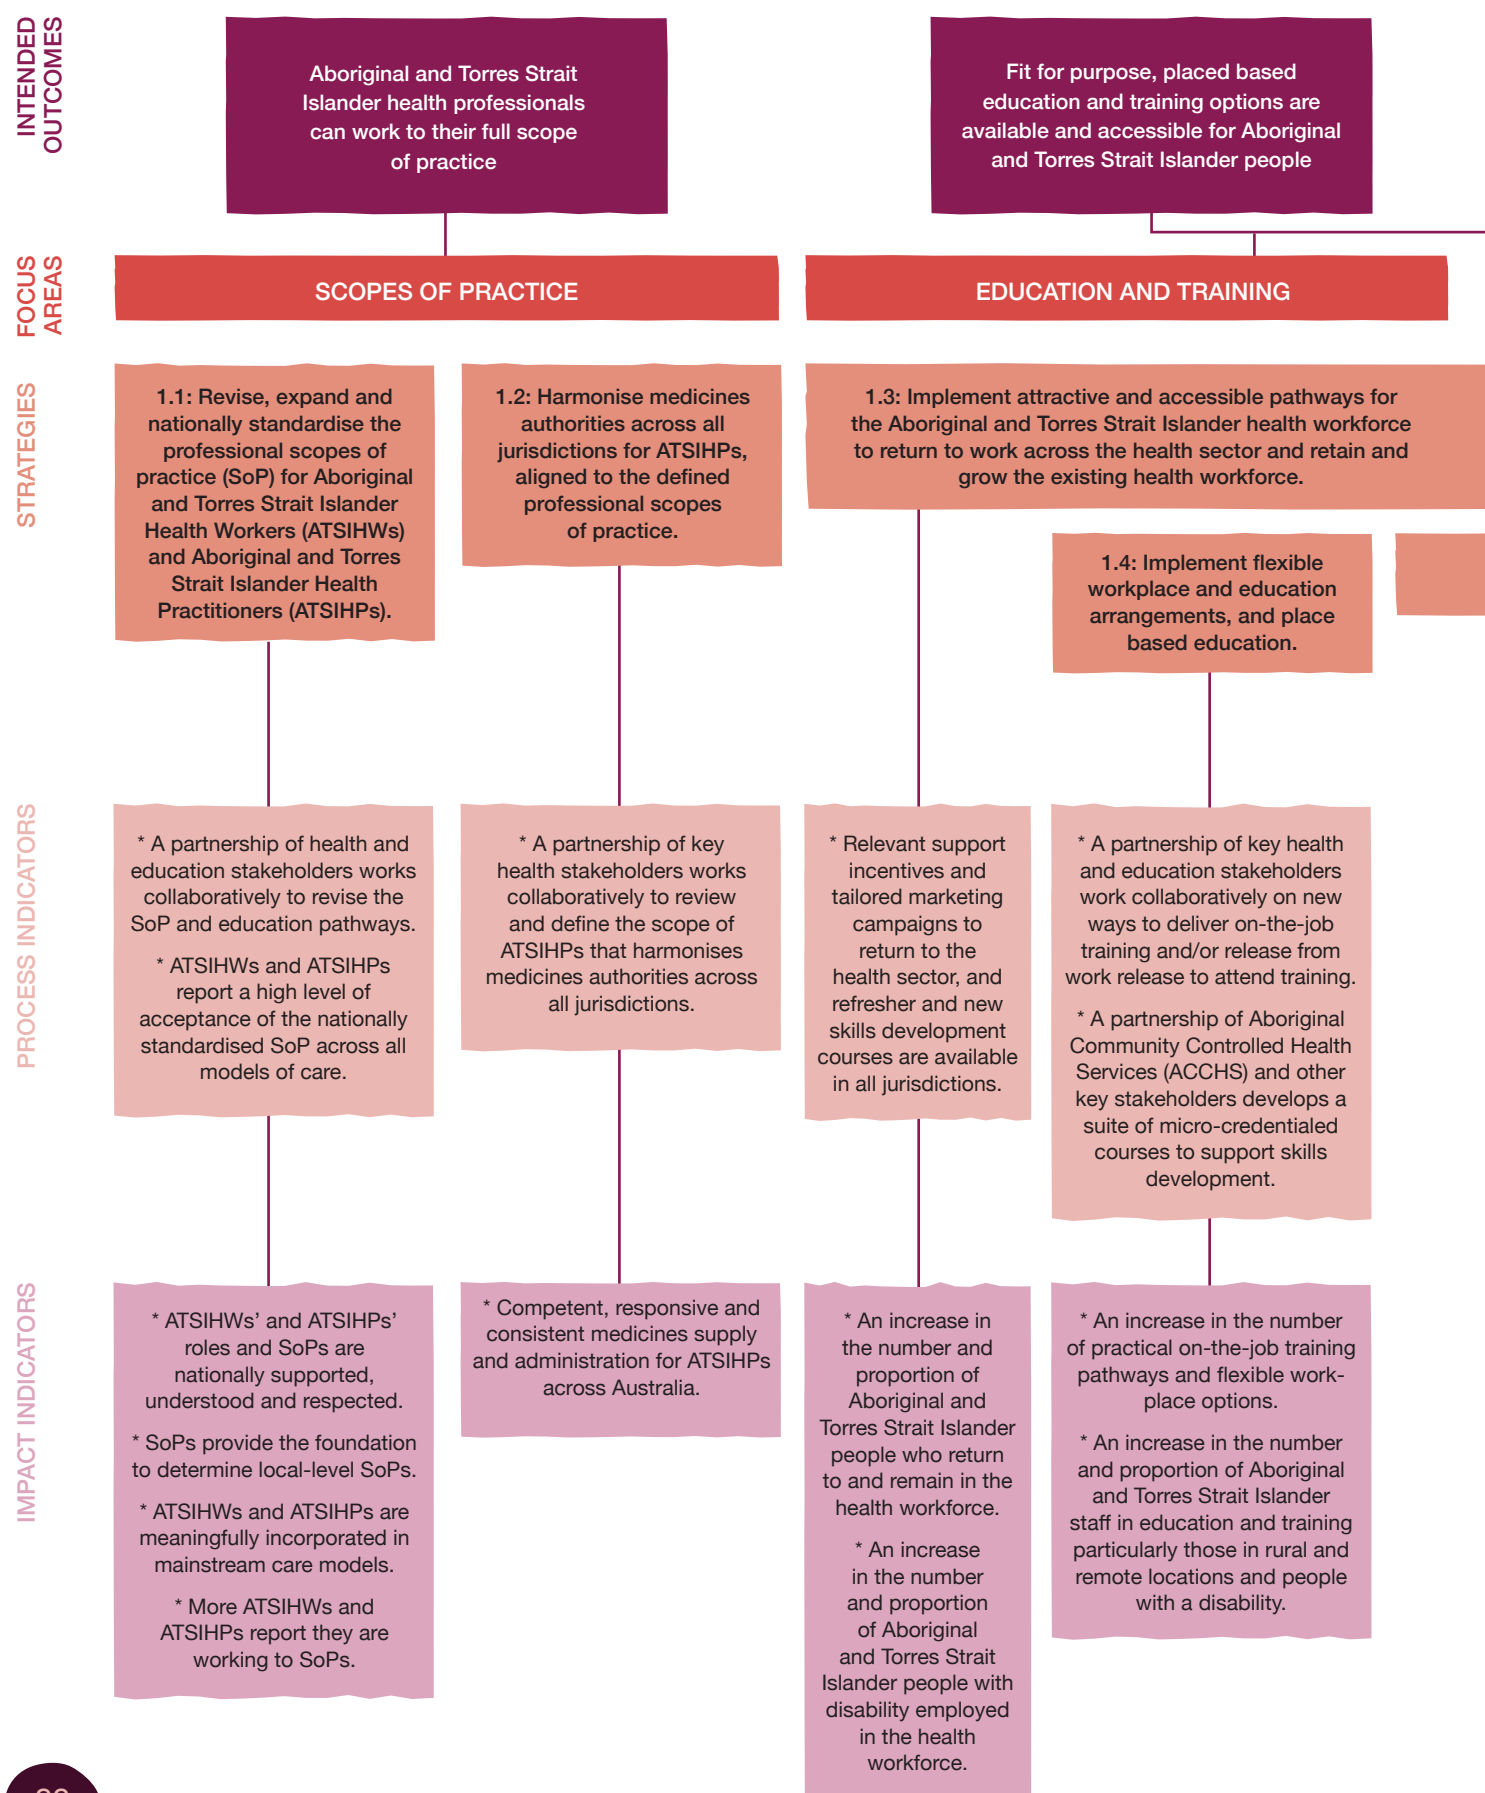 INTENDED
OUTCOMES
Aboriginal and Torres Strait
Islander health professionals
can work to their full scope
of practice
Fit for purpose, placed based
education and training options are
available and accessible for Aboriginal
and Torres Strait Islander people
FOCUS
AREAS
SCOPES OF PRACTICE
EDUCATION AND TRAINING
STRATEGIES
1.1: Revise, expand and
nationally standardise the
professional scopes of
practice (SoP) for Aboriginal
and Torres Strait Islander
Health Workers (ATSIHWs)
and Aboriginal and Torres
Strait Islander Health
Practitioners (ATSIHPs).
1.2: Harmonise medicines
authorities across all
jurisdictions for ATSIHPs,
aligned to the defined
professional scopes
of practice.
1.3: Implement attractive and accessible pathways for
the Aboriginal and Torres Strait Islander health workforce
to return to work across the health sector and retain and
grow the existing health workforce.
1.4: Implement flexible
workplace and education
arrangements, and place
based education.
PROCESS INDICATORS
* A partnership of health and
education stakeholders works
collaboratively to revise the
SoP and education pathways.
* ATSIHWs and ATSIHPs
report a high level of
acceptance of the nationally
standardised SoP across all
models of care.
* A partnership of key
health stakeholders works
collaboratively to review
and define the scope of
ATSIHPs that harmonises
medicines authorities across
all jurisdictions.
* Relevant support
incentives and
tailored marketing
campaigns to
return to the
health sector, and
refresher and new
skills development
courses are available
in all jurisdictions.
* A partnership of key health
and education stakeholders
work collaboratively on new
ways to deliver on-the-job
training and/or release from
work release to attend training.
* A partnership of Aboriginal
Community Controlled Health
Services (ACCHS) and other
key stakeholders develops a
suite of micro-credentialed
courses to support skills
development.
IMPACT INDICATORS
* ATSIHWs' and ATSIHPs'
roles and SoPs are
nationally supported,
understood and respected.
* SoPs provide the foundation
to determine local-level SoPs.
* ATSIHWs and ATSIHPs are
meaningfully incorporated in
mainstream care models.
* More ATSIHWs and
ATSIHPs report they are
working to SoPs.
* Competent, responsive and
consistent medicines supply
and administration for ATSIHPs
across Australia.
* An increase in
the number and
proportion of
Aboriginal and
Torres Strait Islander
people who return
to and remain in the
health workforce.
* An increase
in the number
and proportion
of Aboriginal
and Torres Strait
Islander people with
disability employed
in the health
workforce.
* An increase in the number
of practical on-the-job training
pathways and flexible work-
place options.
* An increase in the number
and proportion of Aboriginal
and Torres Strait Islander
staff in education and training
particularly those in rural and
remote locations and people
with a disability.